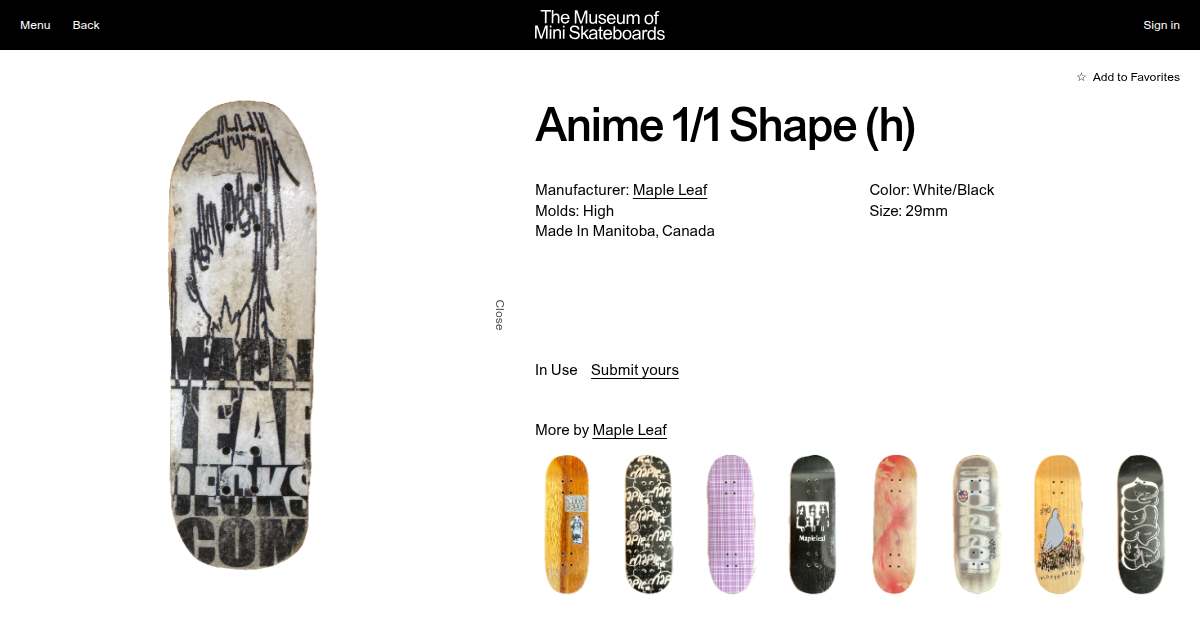 Menu
Back
The Museum of
Mini Skateboards
Sign in
☆ Add to Favorites
Anime 1/1 Shape (h)
Manufacturer: Maple Leaf
Molds: High
Made In Manitoba, Canada
Color: White/Black
Size: 29mm
Close
MAPL
LEAF
DECKS
COM
In Use
Submit yours
More by Maple Leaf
Mapleleaf